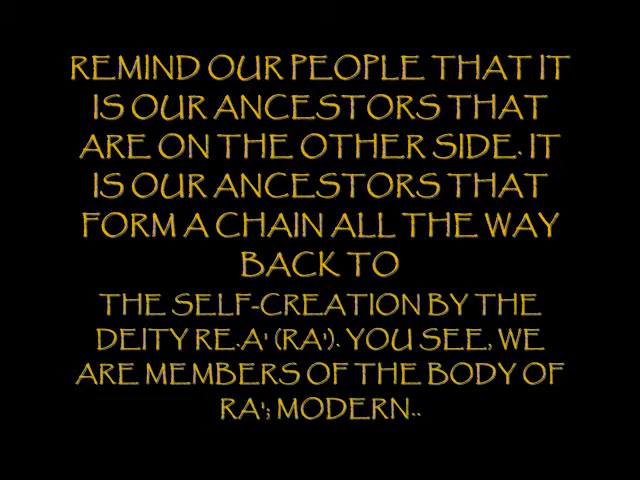 REMIND OUR PEOPLE THAT IT
IS OUR ANCESTORS THAT
ARE ON THE OTHER SIDE. IT
IS OUR ANCESTORS THAT
FORM A CHAIN ALL THE WAY
BACK TO
THE SELF-CREATION BY THE
DEITY RE.A' (RA'). YOU SEE, WE
ARE MEMBERS OF THE BODY OF
RA'; MODERN..